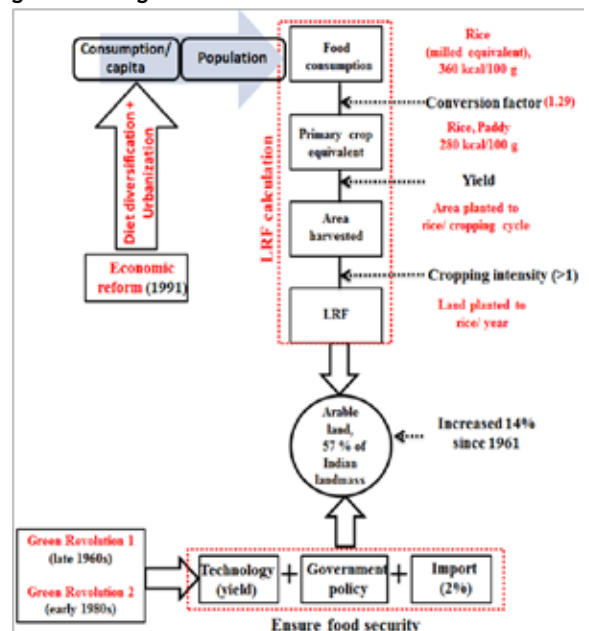 Consumption/
capita
Population
Food
consumption
Rice
(milled equivalent),
360 kcal/100 g
Conversion factor (1.29)
Primary crop
equivalent
Rice, Paddy
280 kcal/100 g
Yield
Area
harvested
Area planted to
rice/ cropping cycle
Cropping intensity (>1)
LRF
Land planted to
rice/ year
LRF calculation
Diet diversification +
Urbanization
Economic
reform (1991)
Arable
land,
57 % of
Indian
landmass
Increased 14%
since 1961
Green Revolution 1
(late 1960s)
Green Revolution 2
(early 1980s)
Technology
(yield)
+
Government
policy
+
Import
(2%)
Ensure food security